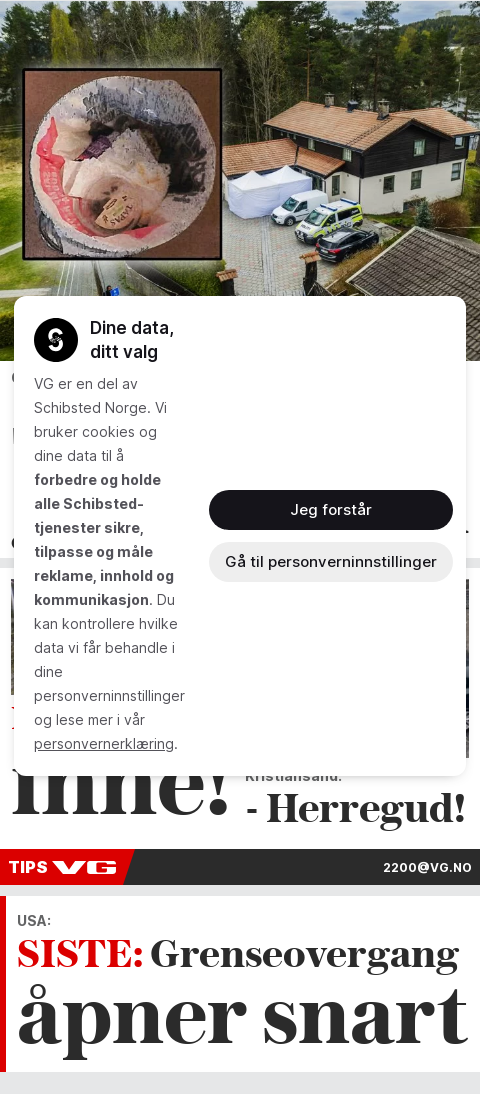 Dine data,
ditt valg
VG er en del av
Schibsted Norge. Vi
bruker cookies og
dine data til å
forbedre og holde
alle Schibsted-
tjenester sikre,
tilpasse og måle
reklame, innhold og
kommunikasjon. Du
kan kontrollere hvilke
data vi får behandle i
dine
personverninnstillinger
og lese mer i vår
personvernerklæring.
Jeg forstår
Gå til personverninnstillinger
inne!
Kristiansand:
- Herregud!
TIPS VG
2200@VG.NO
USA:
SISTE: Grenseovergang
åpner snart